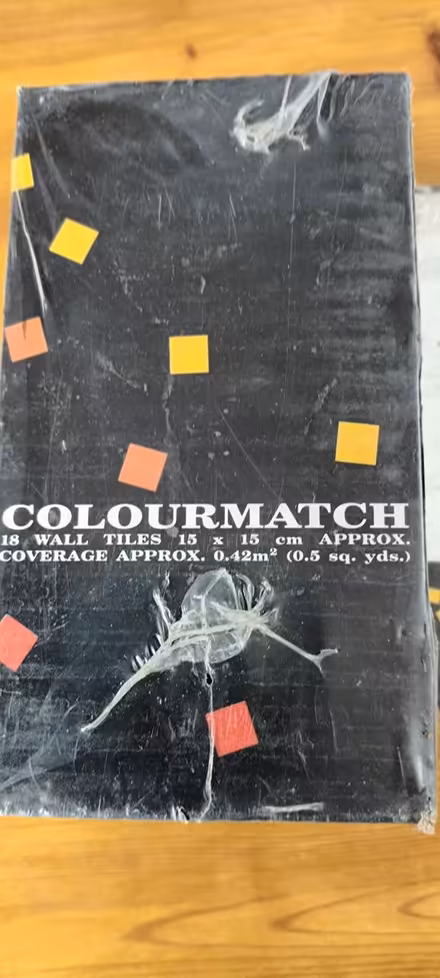 COLOURMATCH
18 WALL TILES 15 x 15 cm APPROX.
COVERAGE APPROX. 0.42m² (0.5 sq. yds.)